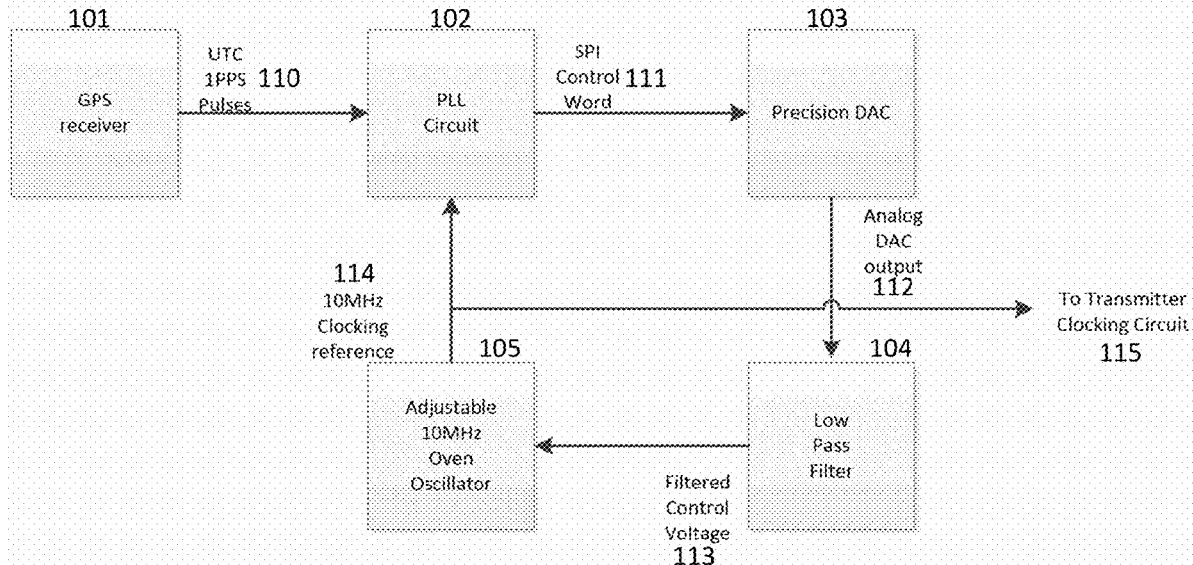 101
102
103
GPS
receiver
UTC
1PPS
Pulses
110
PLL
Circuit
SPI
Control
Word
111
Precision DAC
Analog
DAC
output
112
114
10MHz
Clocking
reference
To Transmitter
Clocking Circuit
115
105
104
Adjustable
10MHz
Oven
Oscillator
Low
Pass
Filter
Filtered
Control
Voltage
113